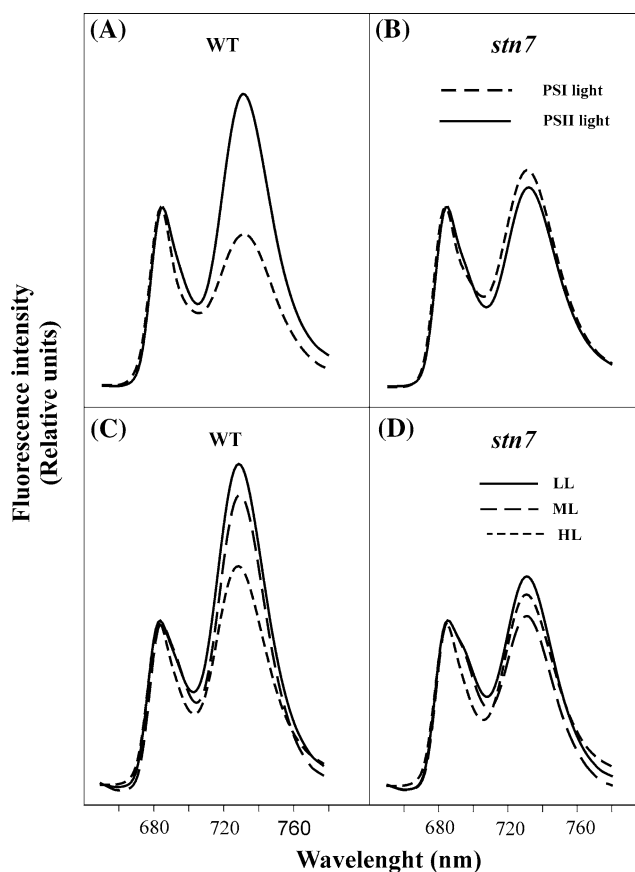 (A)
WT
(B)
stn7
PSI light
PSII light
(C)
WT
(D)
stn7
LL
ML
HL
Fluorescence intensity
(Relative units)
680
720
760
680
720
760
Wavelenght (nm)